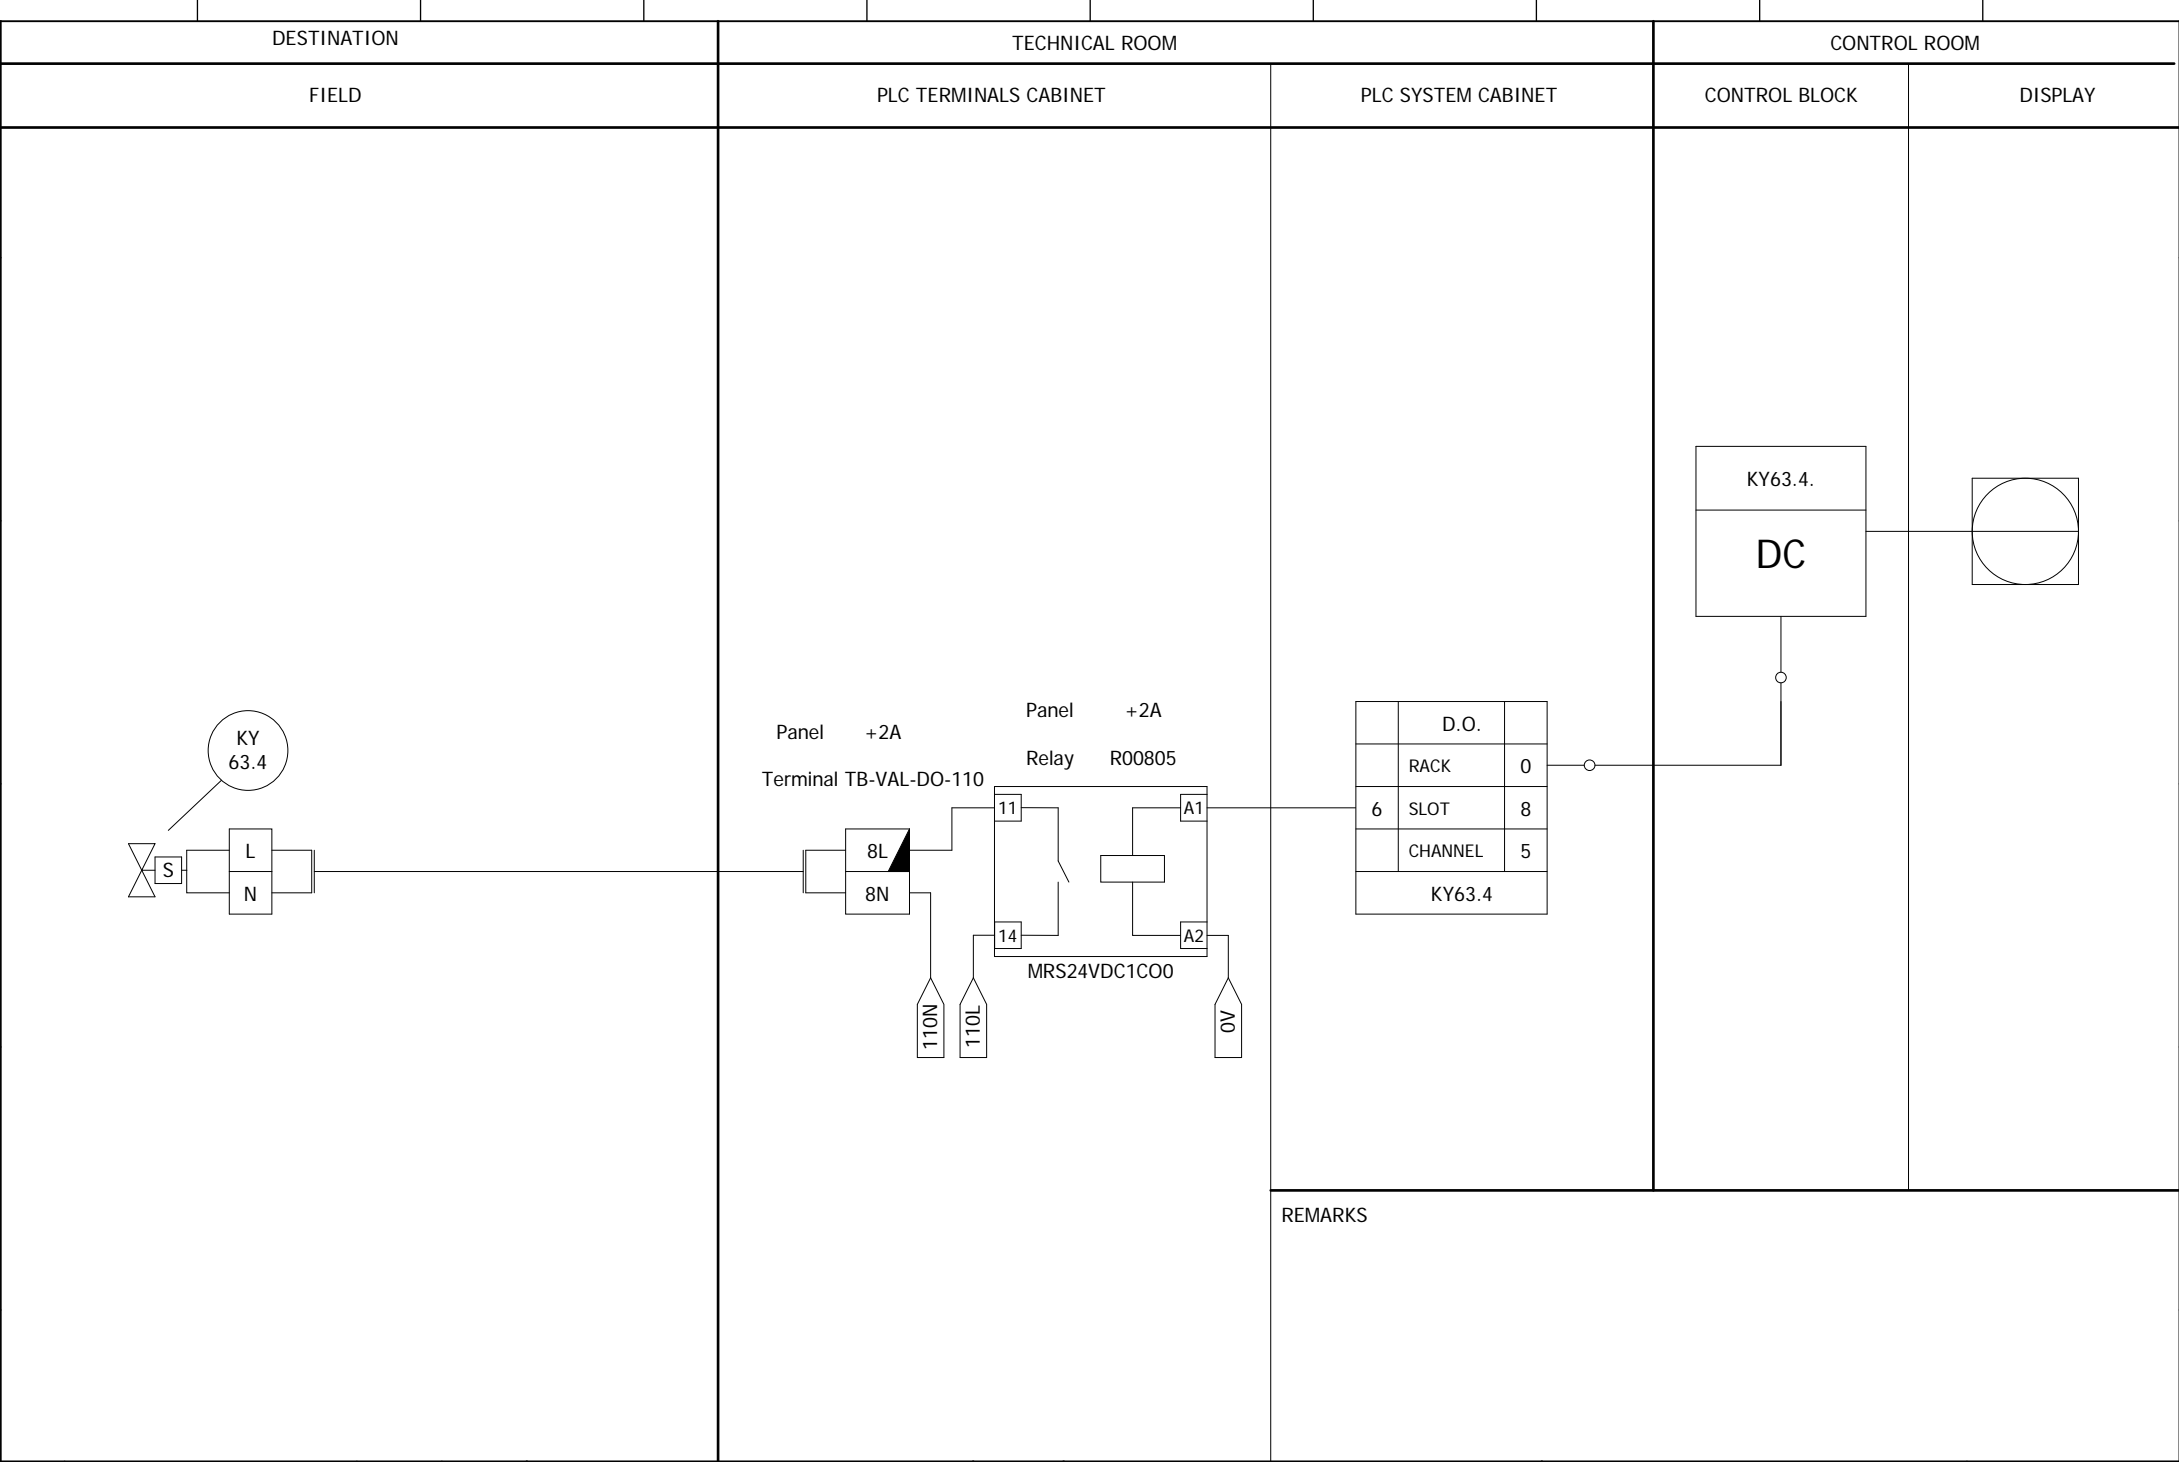 DESTINATION
TECHNICAL ROOM
CONTROL ROOM
FIELD
PLC TERMINALS CABINET
PLC SYSTEM CABINET
CONTROL BLOCK
DISPLAY
KY63.4.
DC
KY
63.4
S
L
N
Panel +2A
Terminal TB-VAL-DO-110
8L
8N
110N
110L
Panel +2A
Relay R00805
11
14
A1
A2
MRS24VDC1CO0
0V
D.O.
RACK 0
6 SLOT 8
CHANNEL 5
KY63.4
REMARKS